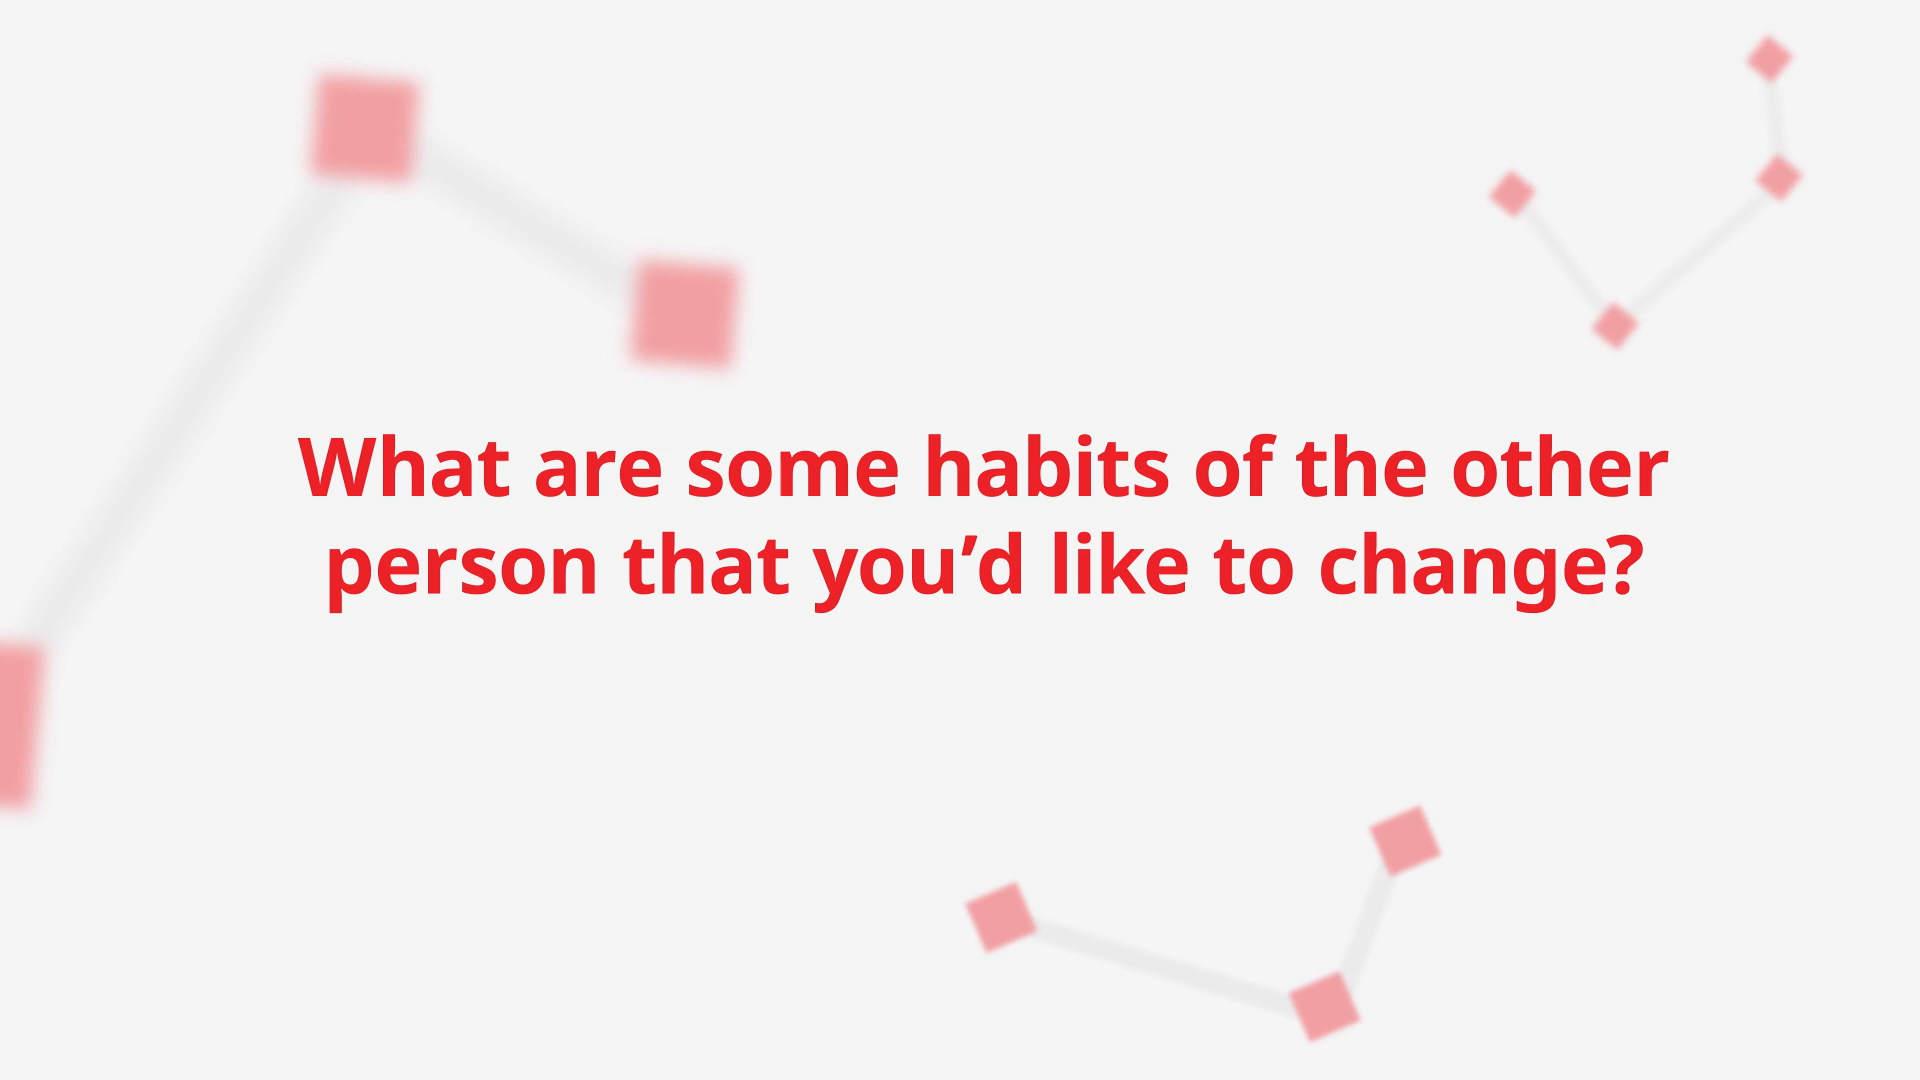 What are some habits of the other
person that you’d like to change?